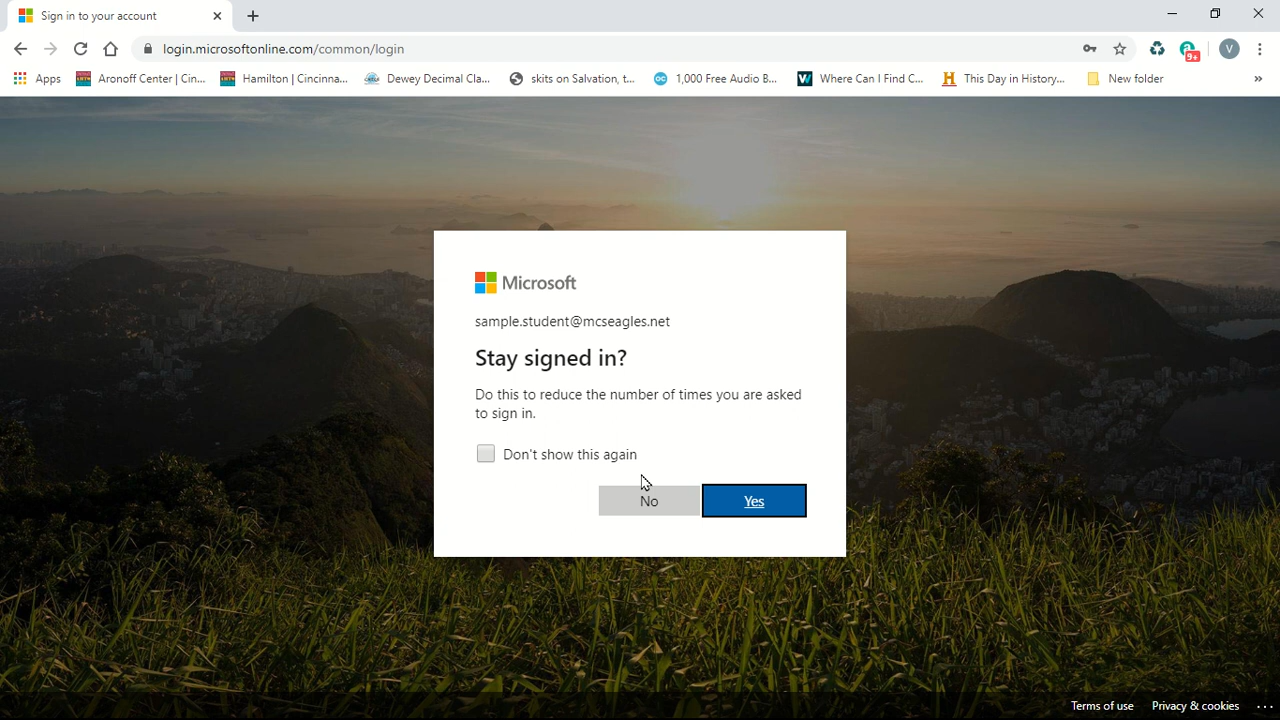 Sign in to your account
login.microsoftonline.com/common/login
9+
V
Apps
Aronoff Center | Cin...
Hamilton | Cincinna...
Dewey Decimal Cla...
skits on Salvation, t...
1,000 Free Audio B...
Where Can I Find C...
This Day in History...
New folder
Microsoft
sample.student@mcseagles.net
Stay signed in?
Do this to reduce the number of times you are asked
to sign in.
Don't show this again
No
Yes
Terms of use
Privacy & cookies